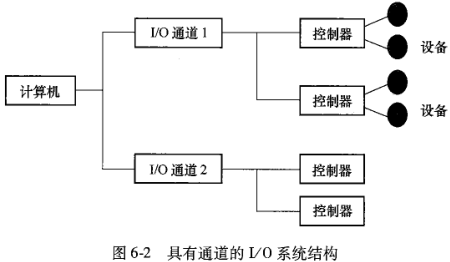 I/O 通道 1
控制器
设备
计算机
控制器
设备
I/O 通道 2
控制器
控制器
图 6-2 具有通道的 I/O 系统结构